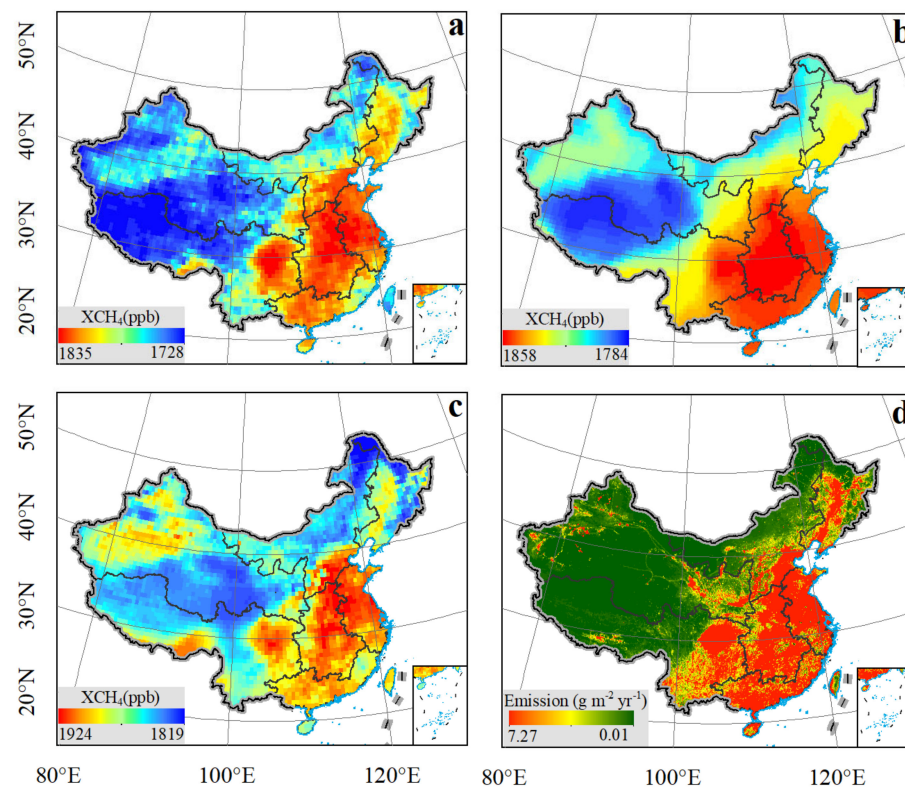 a
50°N
40°N
30°N
20°N
XCH₄(ppb)
1835 1728
b
XCH₄(ppb)
1858 1784
c
50°N
40°N
30°N
20°N
XCH₄(ppb)
1924 1819
d
Emission (g m⁻² yr⁻¹)
7.27 0.01
80°E 100°E 120°E 100°E 120°E